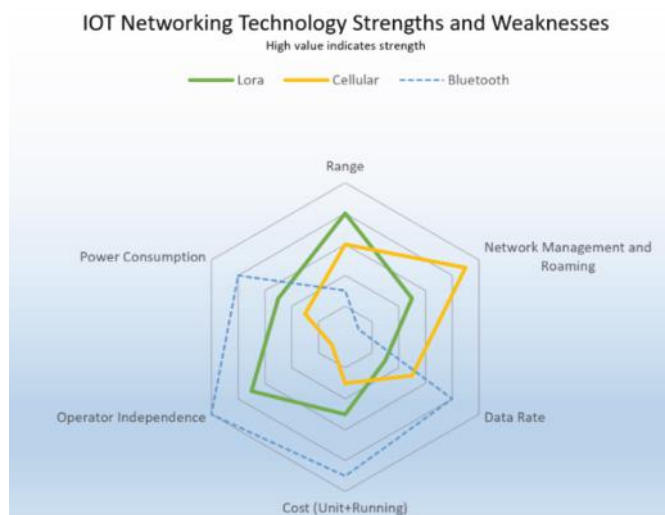 IOT Networking Technology Strengths and Weaknesses
High value indicates strength
Lora Cellular Bluetooth
Range
Network Management and
Roaming
Power Consumption
Operator Independence
Data Rate
Cost (Unit+Running)